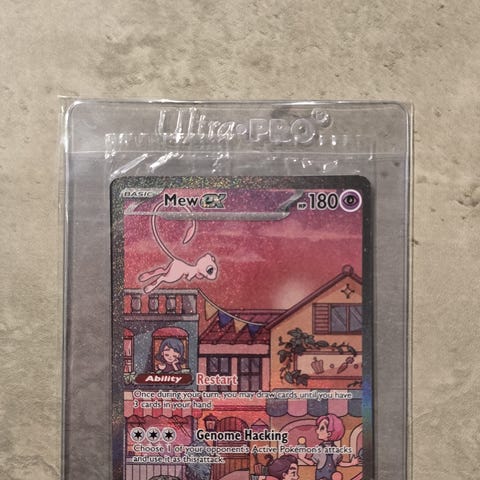 Ultra•PRO®
BASIC
Mew ex HP 180
Ability Restart
Once during your turn, you may draw cards until you have
3 cards in your hand.
Genome Hacking
Choose 1 of your opponent's Active Pokémon's attacks
and use it as this attack.